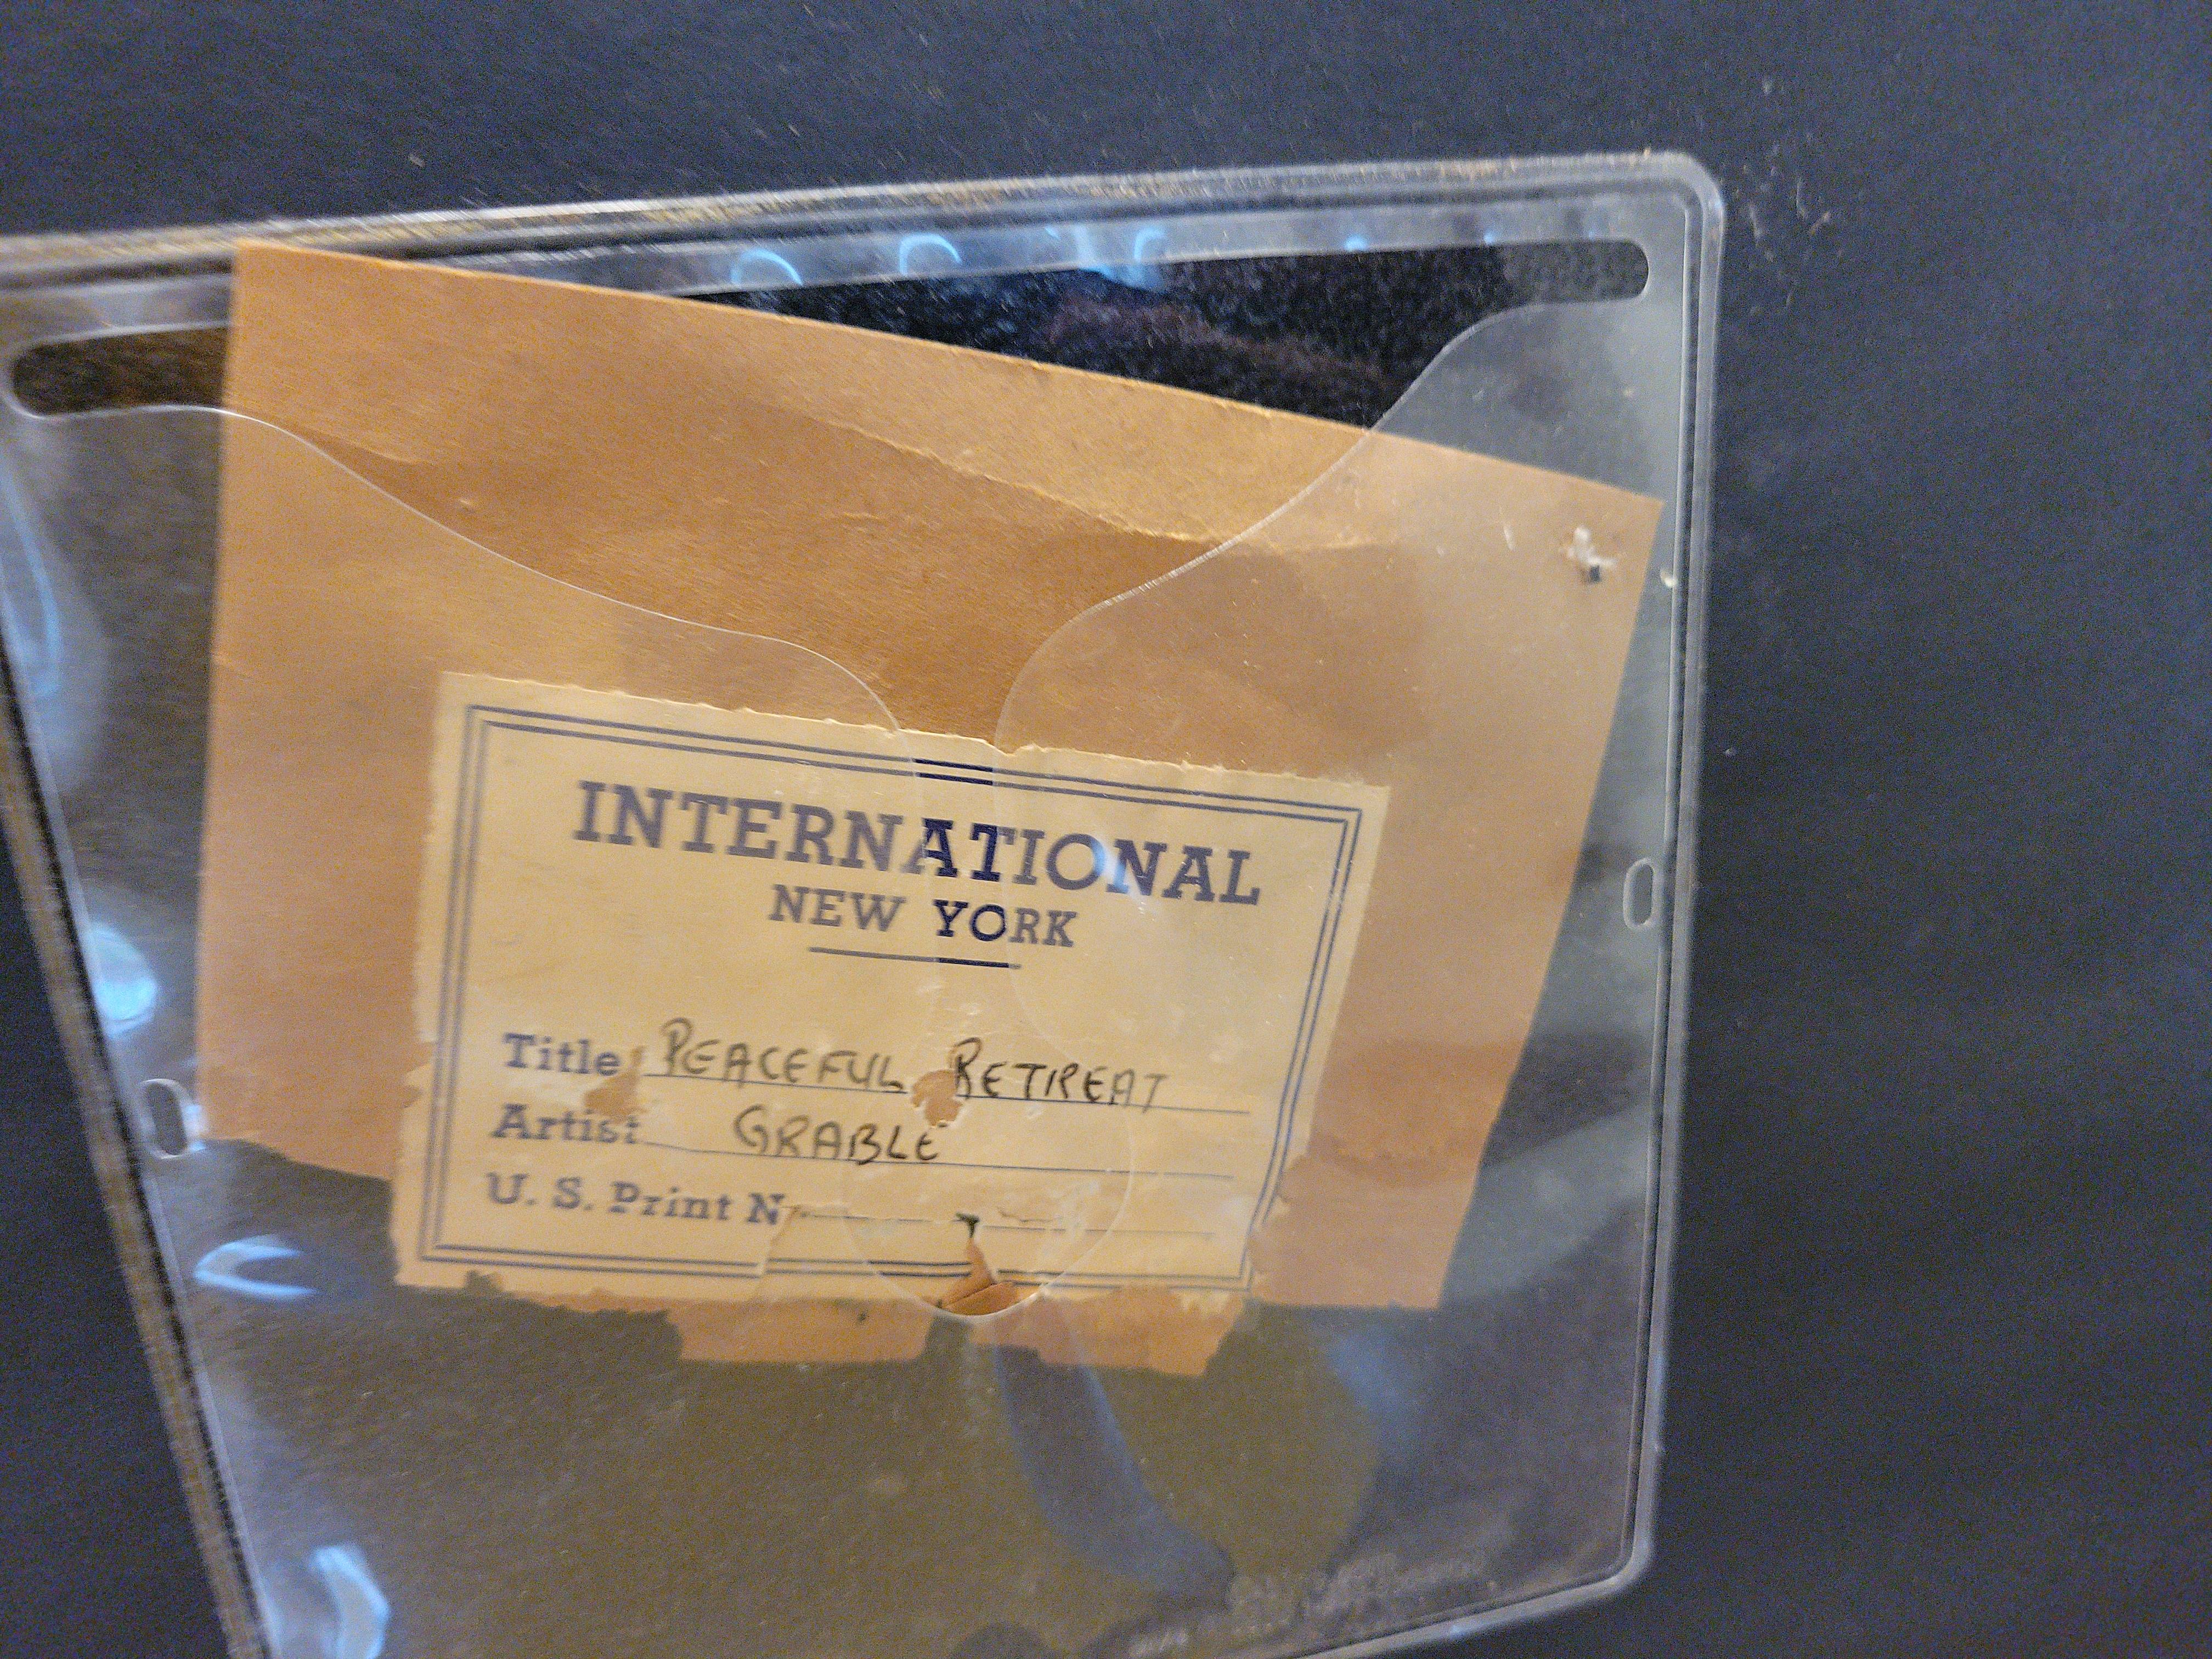 INTERNATIONAL
NEW YORK
Title PEACEFUL RETREAT
Artist GRABLE
U. S. Print N